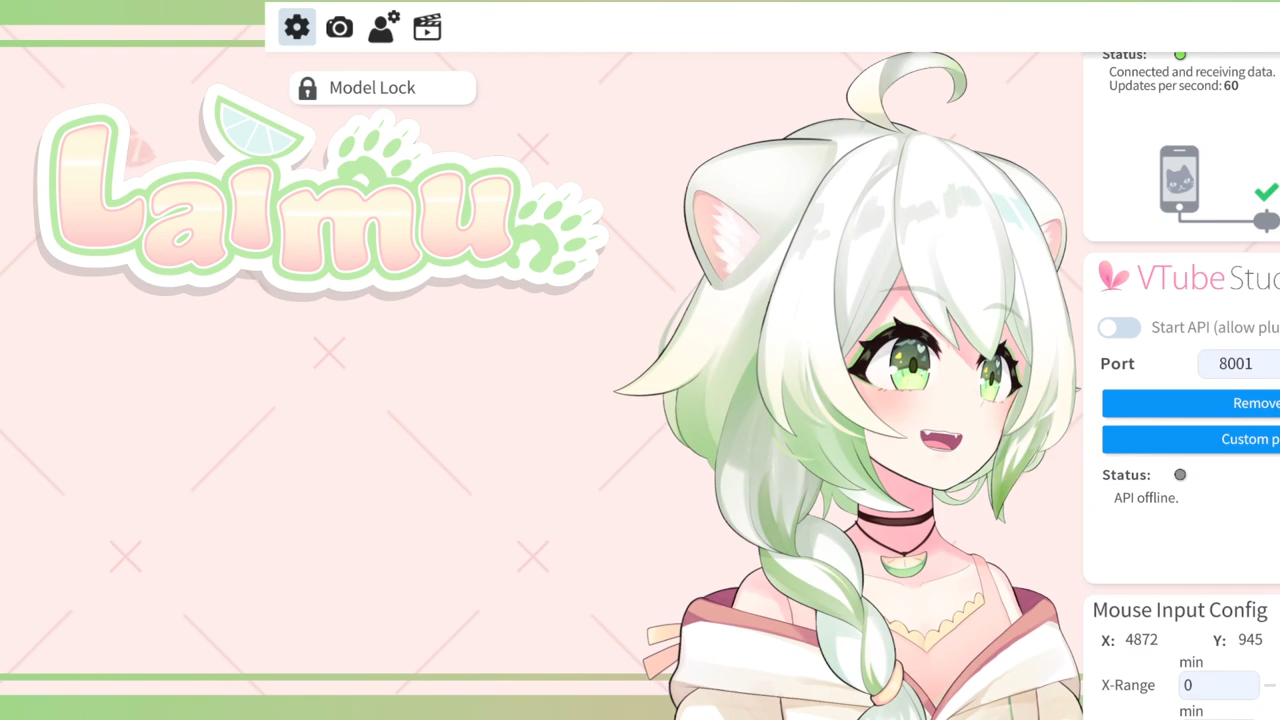 Model Lock
Laimu
Status:
Connected and receiving data.
Updates per second: 60
VTube Stud
Start API (allow plu
Port 8001
Remove
Custom p
Status:
API offline.
Mouse Input Config
X: 4872 Y: 945
min
X-Range 0
min